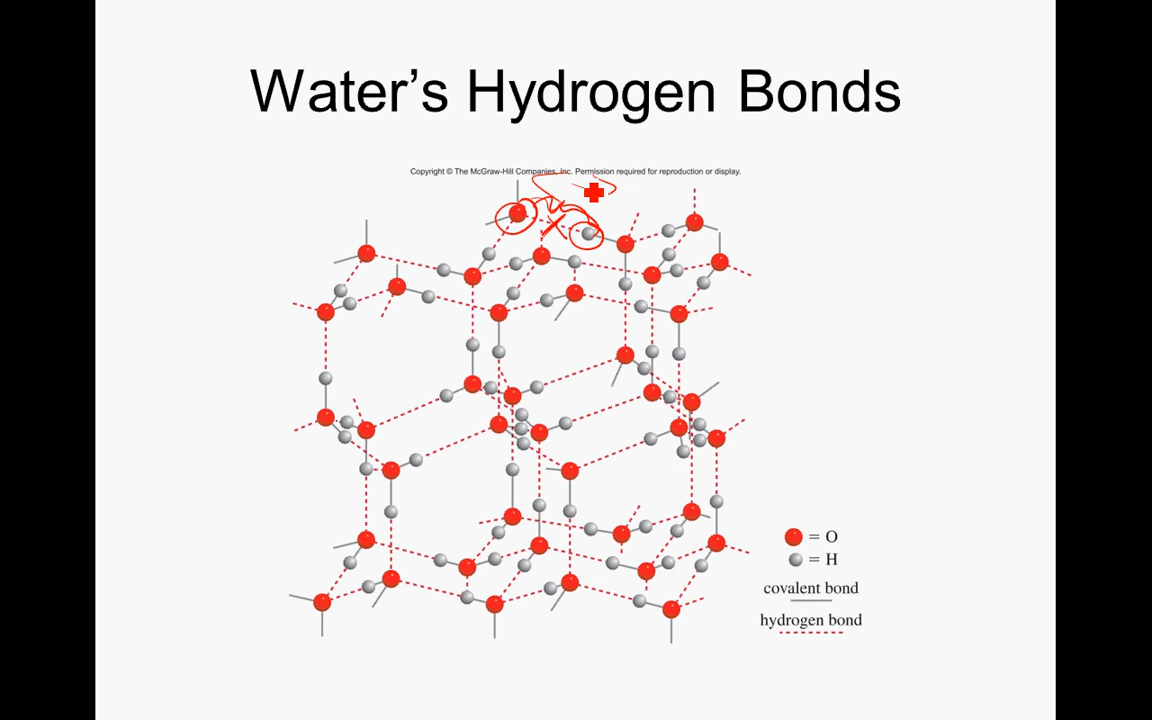 Water's Hydrogen Bonds
Copyright © The McGraw-Hill Companies, Inc. Permission required for reproduction or display.
= O
= H
covalent bond
hydrogen bond